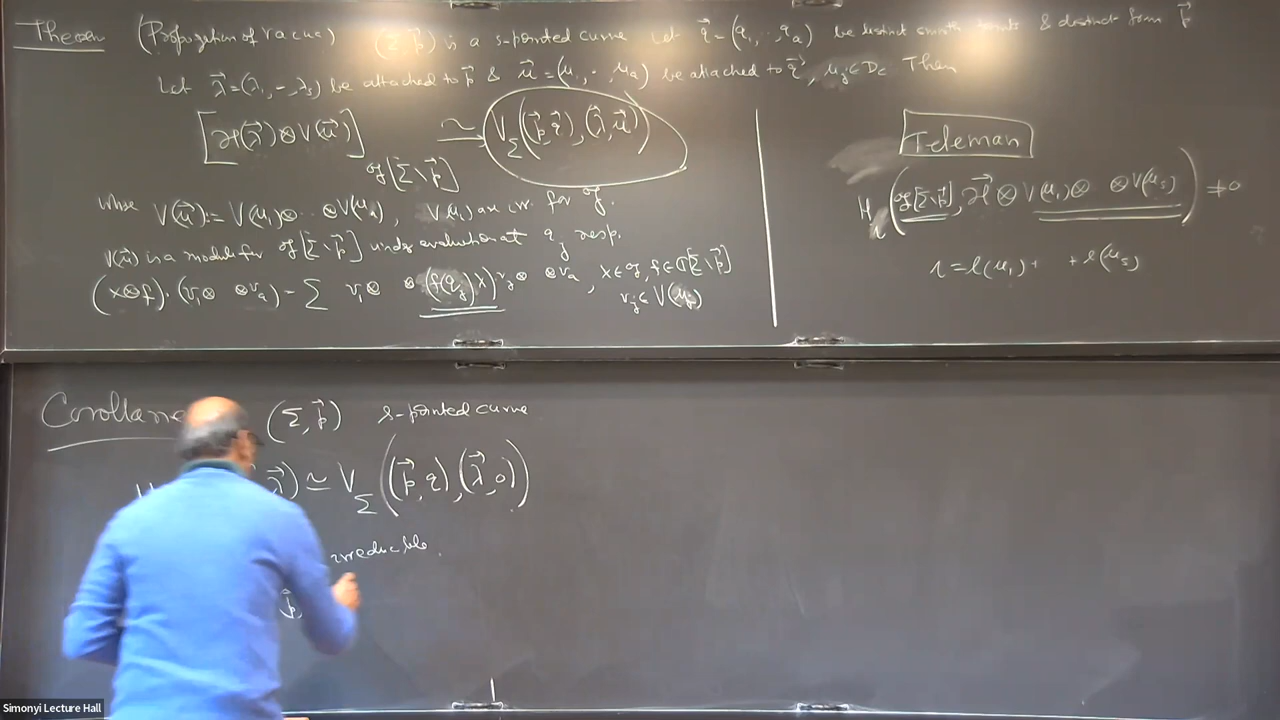 Theorem (Propagation of vacua) (Σ, p⃗) is a s-pointed curve Let q⃗ = (q₁, ⋯, q_a) be distinct smooth points & distinct from p⃗
Let λ⃗ = (λ₁, –, λ_s) be attached to p⃗ & μ⃗ = (μ₁, ⋯, μ_a) be attached to q⃗, μ_j ∈ D_c Then
[ℋ(λ⃗) ⊗ V(μ⃗)]_{𝔤[Σ\p⃗]} ≃→ V_Σ((p⃗, q⃗), (λ⃗, μ⃗))
where V(μ⃗) := V(μ₁) ⊗ ⋯ ⊗ V(μ_a), V(μ_i) are irr. for 𝔤.
V(μ⃗) is a module for 𝔤[Σ\p⃗] under evaluation at q_j resp.
(x⊗f)·(v₁⊗ ⊗v_a) = Σ v₁⊗ ⊗(f(q_j)x)·v_j⊗ ⊗v_a, x∈𝔤, f∈ℂ[Σ\p⃗]
v_j ∈ V(μ_j)
Teleman
H_i(𝔤[Σ\p⃗], ℋ⃗ ⊗ V(μ₁)⊗ ⊗V(μ_s)) ≠ 0
i = l(μ₁)+ + l(μ_s)
(Σ, p⃗) s-pointed curve
λ⃗) ≃ V_Σ((p⃗, q), (λ⃗, 0)).
irreducible.
p⃗
Simonyi Lecture Hall